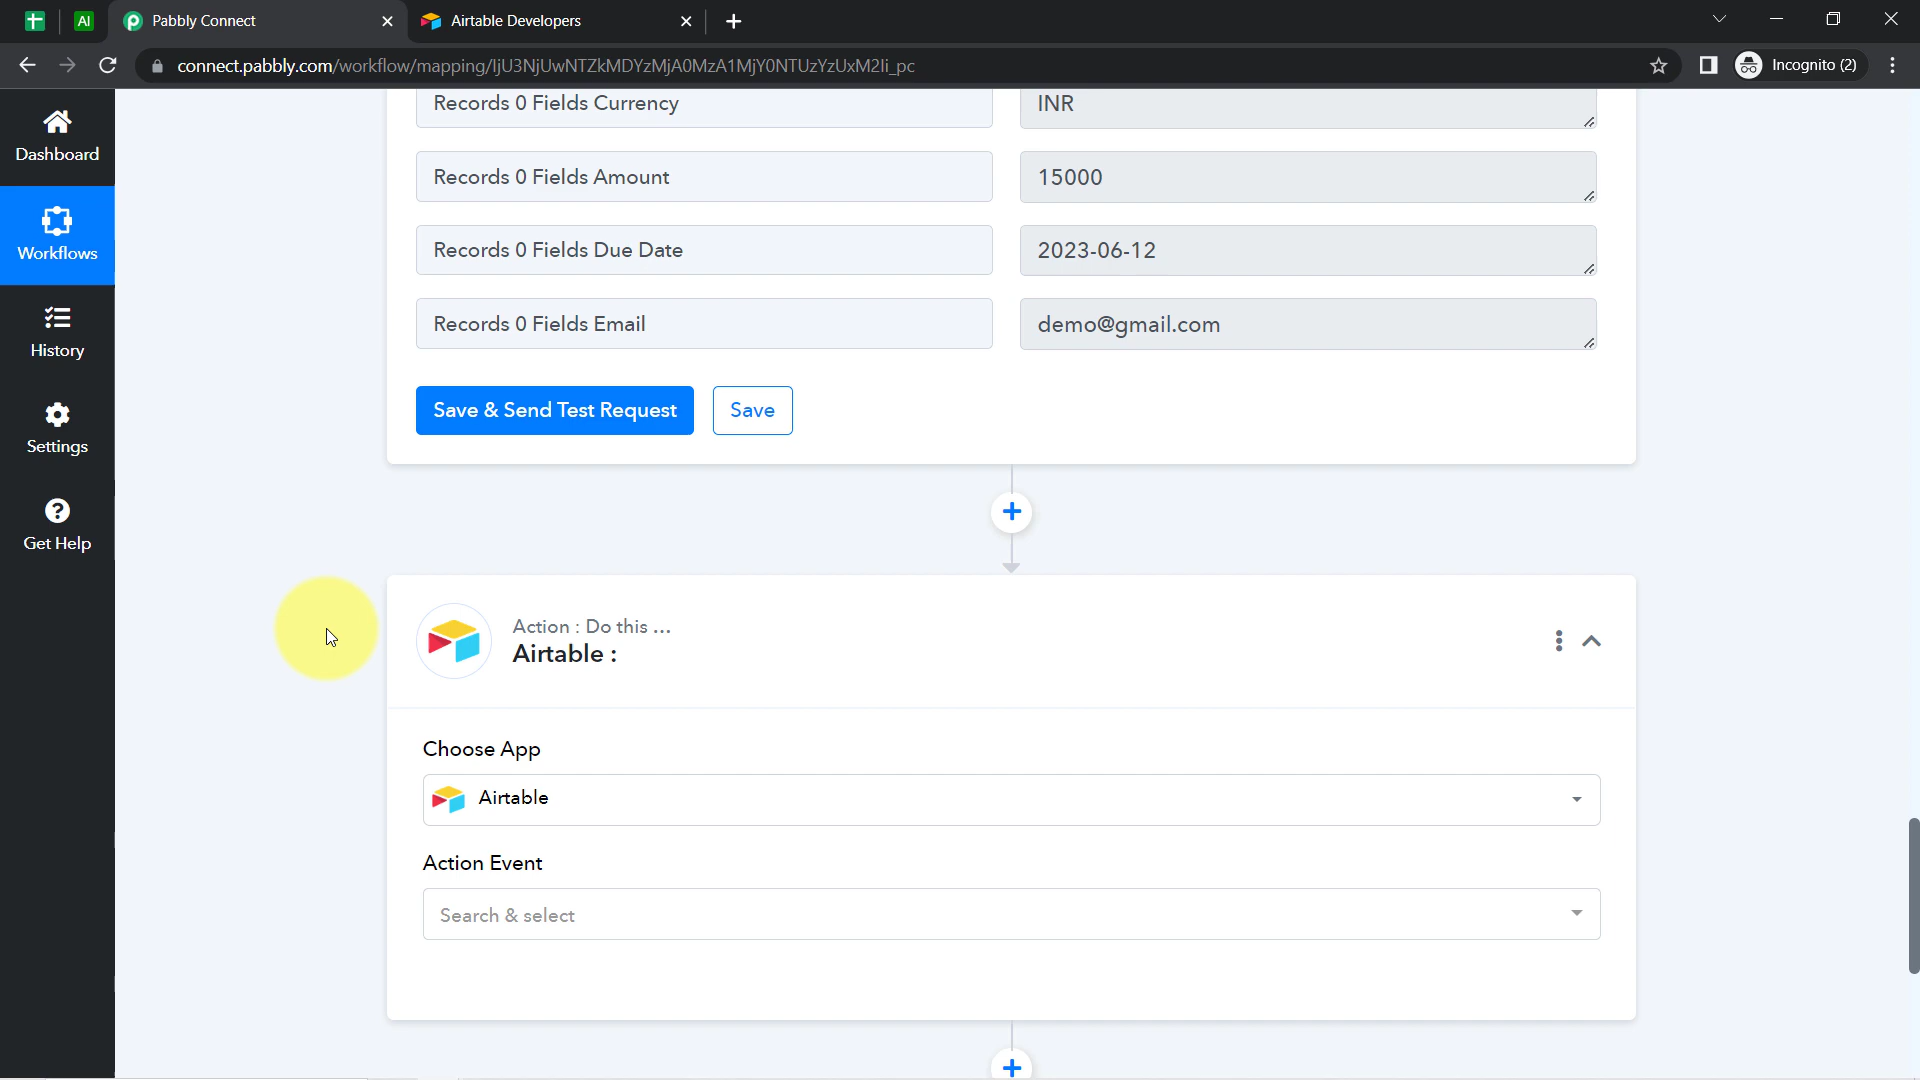 AI
Pabbly Connect
Airtable Developers
connect.pabbly.com/workflow/mapping/IjU3NjUwNTZkMDYzMjA0MzA1MjY0NTUzYzUxM2Ii_pc
Incognito (2)
Dashboard
Workflows
History
Settings
Get Help
Records 0 Fields Currency
INR
Records 0 Fields Amount
15000
Records 0 Fields Due Date
2023-06-12
Records 0 Fields Email
demo@gmail.com
Save & Send Test Request
Save
Action : Do this ...
Airtable :
Choose App
Airtable
Action Event
Search & select